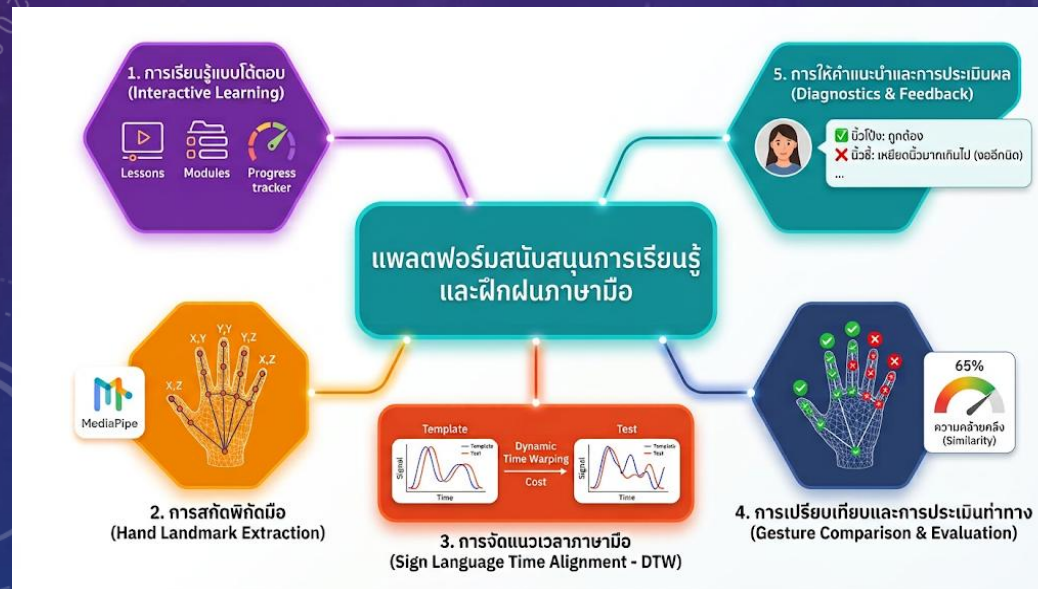 1. การเรียนรู้แบบโต้ตอบ
(Interactive Learning)
Lessons
Modules
Progress
tracker
5. การให้คำแนะนำและการประเมินผล
(Diagnostics & Feedback)
นิ้วโป้ง: ถูกต้อง
นิ้วชี้: เหยียดนิ้วมากเกินไป (งออีกนิด)
...
แพลตฟอร์มสนับสนุนการเรียนรู้
และฝึกฝนภาษามือ
X,Z
X,Y
Y,Y
Y,Z
X,Z
MediaPipe
2. การสกัดพิกัดมือ
(Hand Landmark Extraction)
Template
Signal
Template
Test
Time
Dynamic
Time Warping
Cost
Test
Signal
Template
Test
Time
3. การจัดแนวเวลาภาษามือ
(Sign Language Time Alignment - DTW)
65%
ความคล้ายคลึง
(Similarity)
4. การเปรียบเทียบและการประเมินท่าทาง
(Gesture Comparison & Evaluation)